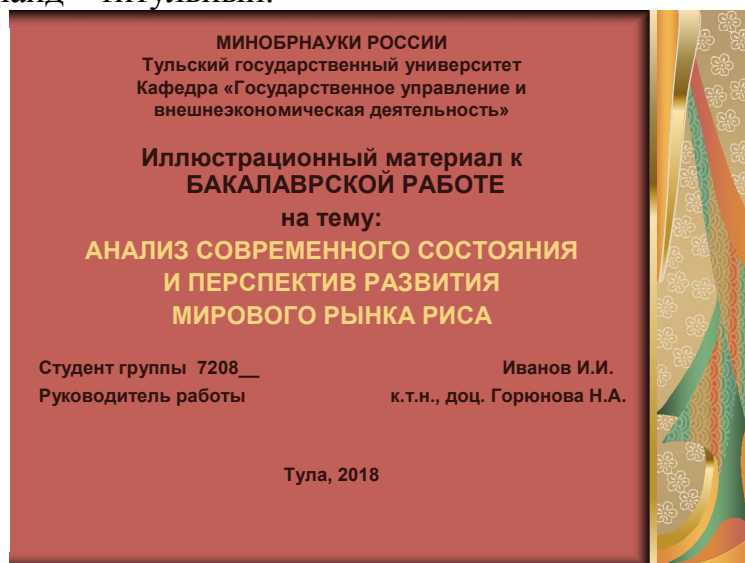 МИНОБРНАУКИ РОССИИ
Тульский государственный университет
Кафедра «Государственное управление и
внешнеэкономическая деятельность»
Иллюстрационный материал к
БАКАЛАВРСКОЙ РАБОТЕ
на тему:
АНАЛИЗ СОВРЕМЕННОГО СОСТОЯНИЯ
И ПЕРСПЕКТИВ РАЗВИТИЯ
МИРОВОГО РЫНКА РИСА
Студент группы 7208__ Иванов И.И.
Руководитель работы к.т.н., доц. Горюнова Н.А.
Тула, 2018